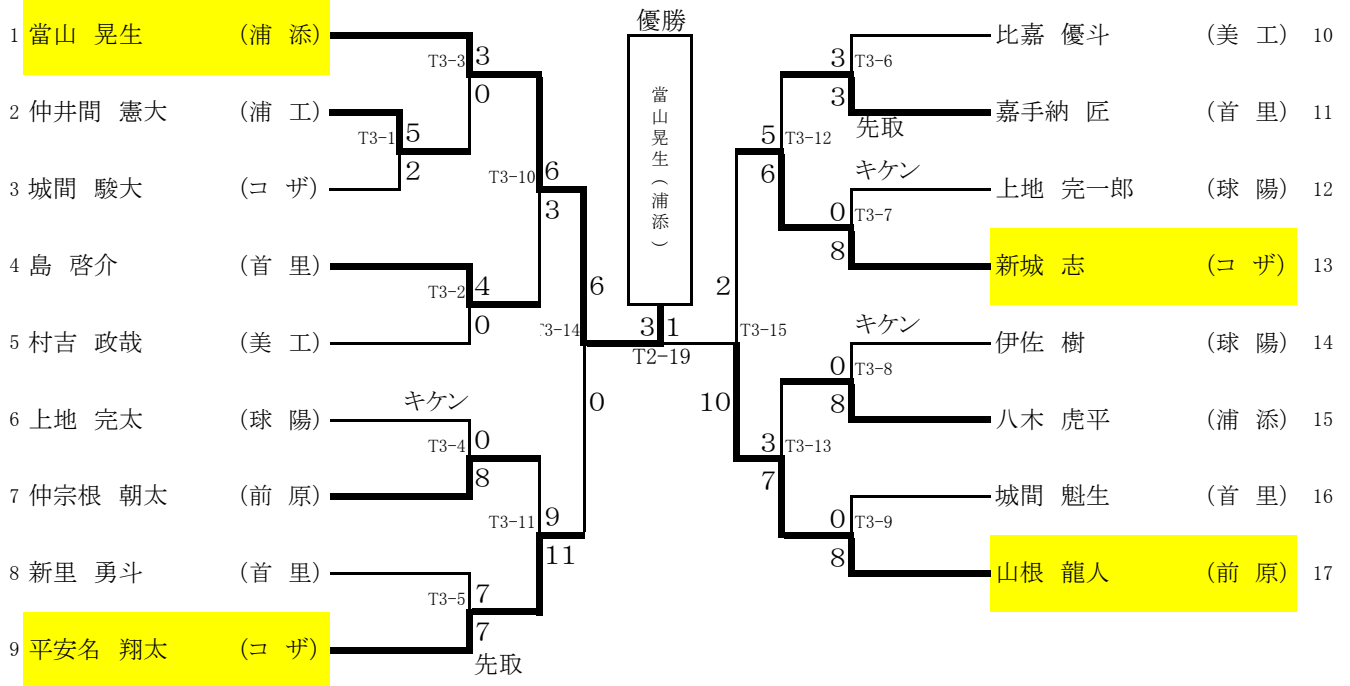 優勝
當山晃生（浦添）
3 1
T2-19
1 當山 晃生 (浦 添)
T3-3 3
0
2 仲井間 憲大 (浦 工)
T3-1 5
2
3 城間 駿大 (コ ザ)
T3-10 6
3
4 島 啓介 (首 里)
T3-2 4
0
5 村吉 政哉 (美 工)
6
3-14
0
キケン
6 上地 完太 (球 陽)
T3-4 0
8
7 仲宗根 朝太 (前 原)
T3-11 9
11
8 新里 勇斗 (首 里)
T3-5 7
7
9 平安名 翔太 (コ ザ)
先取
比嘉 優斗 (美 工) 10
3 T3-6
3
嘉手納 匠 (首 里) 11
先取
5 T3-12
6
キケン
上地 完一郎 (球 陽) 12
0 T3-7
8
新城 志 (コ ザ) 13
2
T3-15
10
キケン
伊佐 樹 (球 陽) 14
0 T3-8
8
八木 虎平 (浦 添) 15
3 T3-13
7
城間 魁生 (首 里) 16
0 T3-9
8
山根 龍人 (前 原) 17